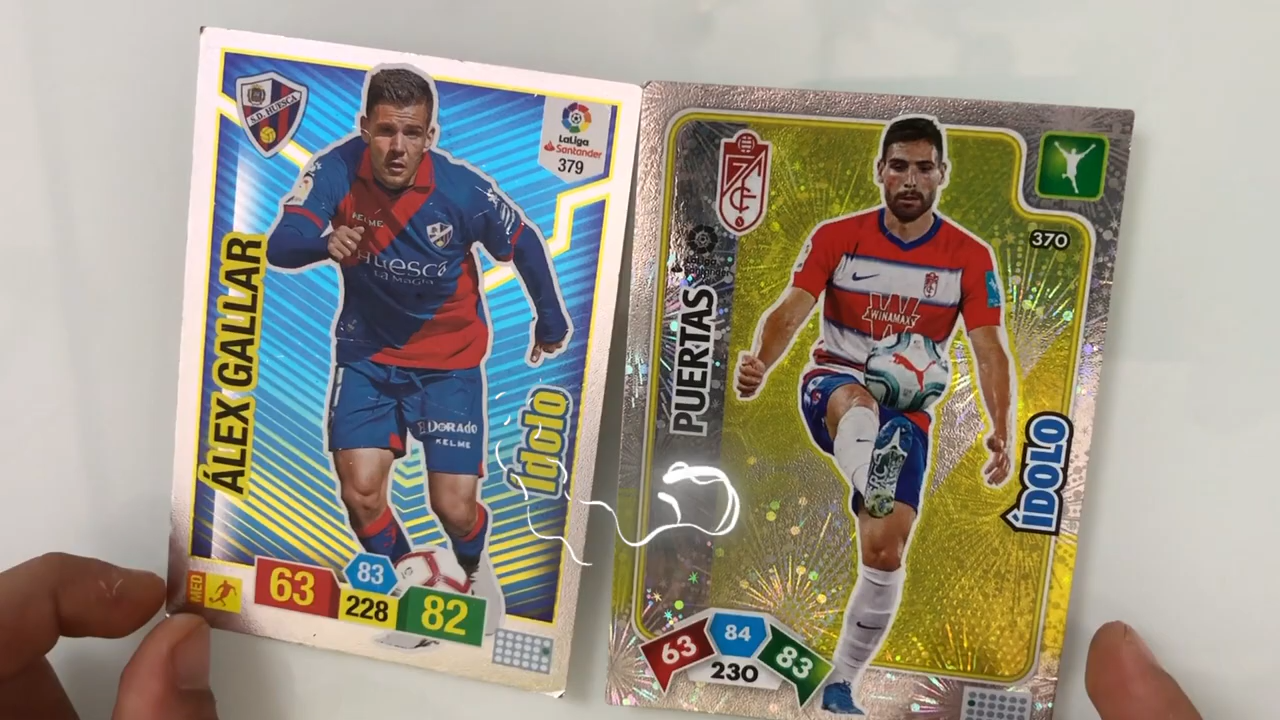 S.D. HUESCA
LaLiga
Santander
379
KELME
Huesca
LA MAGIA
ÁLEX GALLAR
Ídolo
ElDORADO
KELME
MED
63
83
228
82
370
PUERTAS
WINAMAX
ÍDOLO
63
84
230
83